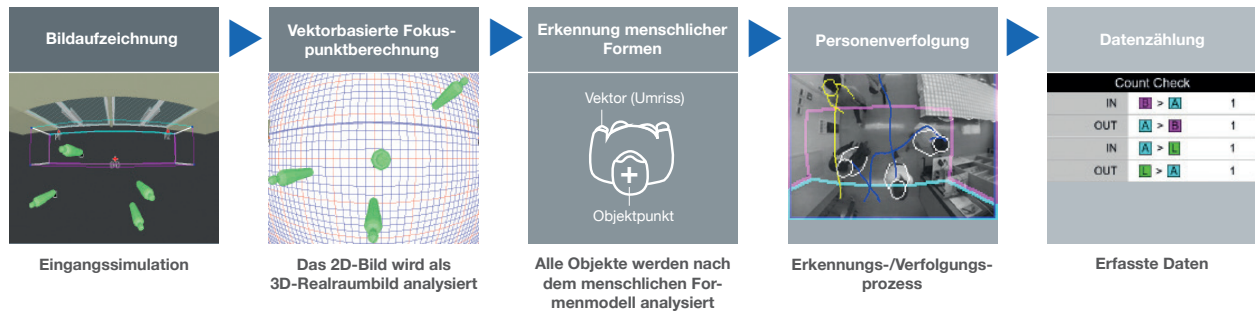 Bildaufzeichnung
Vektorbasierte Fokus-
punktberechnung
Erkennung menschlicher
Formen
Personenverfolgung
Datenzählung
Vektor (Umriss)
Objektpunkt
Count Check
IN B > A 1
OUT A > B 1
IN A > L 1
OUT L > A 1
Eingangssimulation
Das 2D-Bild wird als
3D-Realraumbild analysiert
Alle Objekte werden nach
dem menschlichen For-
menmodell analysiert
Erkennungs-/Verfolgungs-
prozess
Erfasste Daten